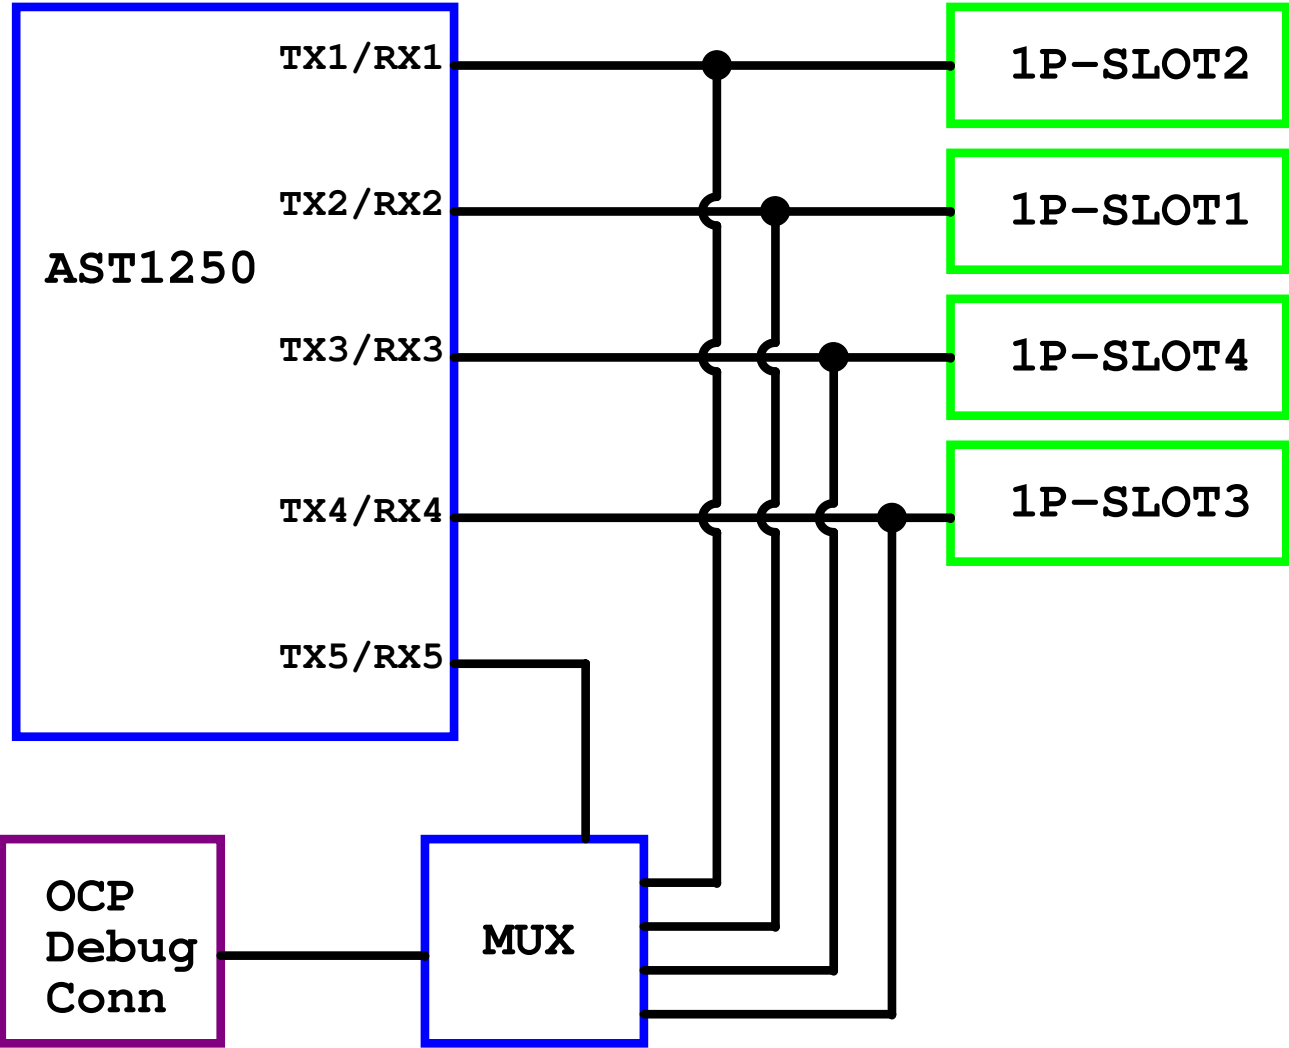 TX1/RX1
1P-SLOT2
TX2/RX2
1P-SLOT1
AST1250
TX3/RX3
1P-SLOT4
TX4/RX4
1P-SLOT3
TX5/RX5
OCP
Debug
Conn
MUX